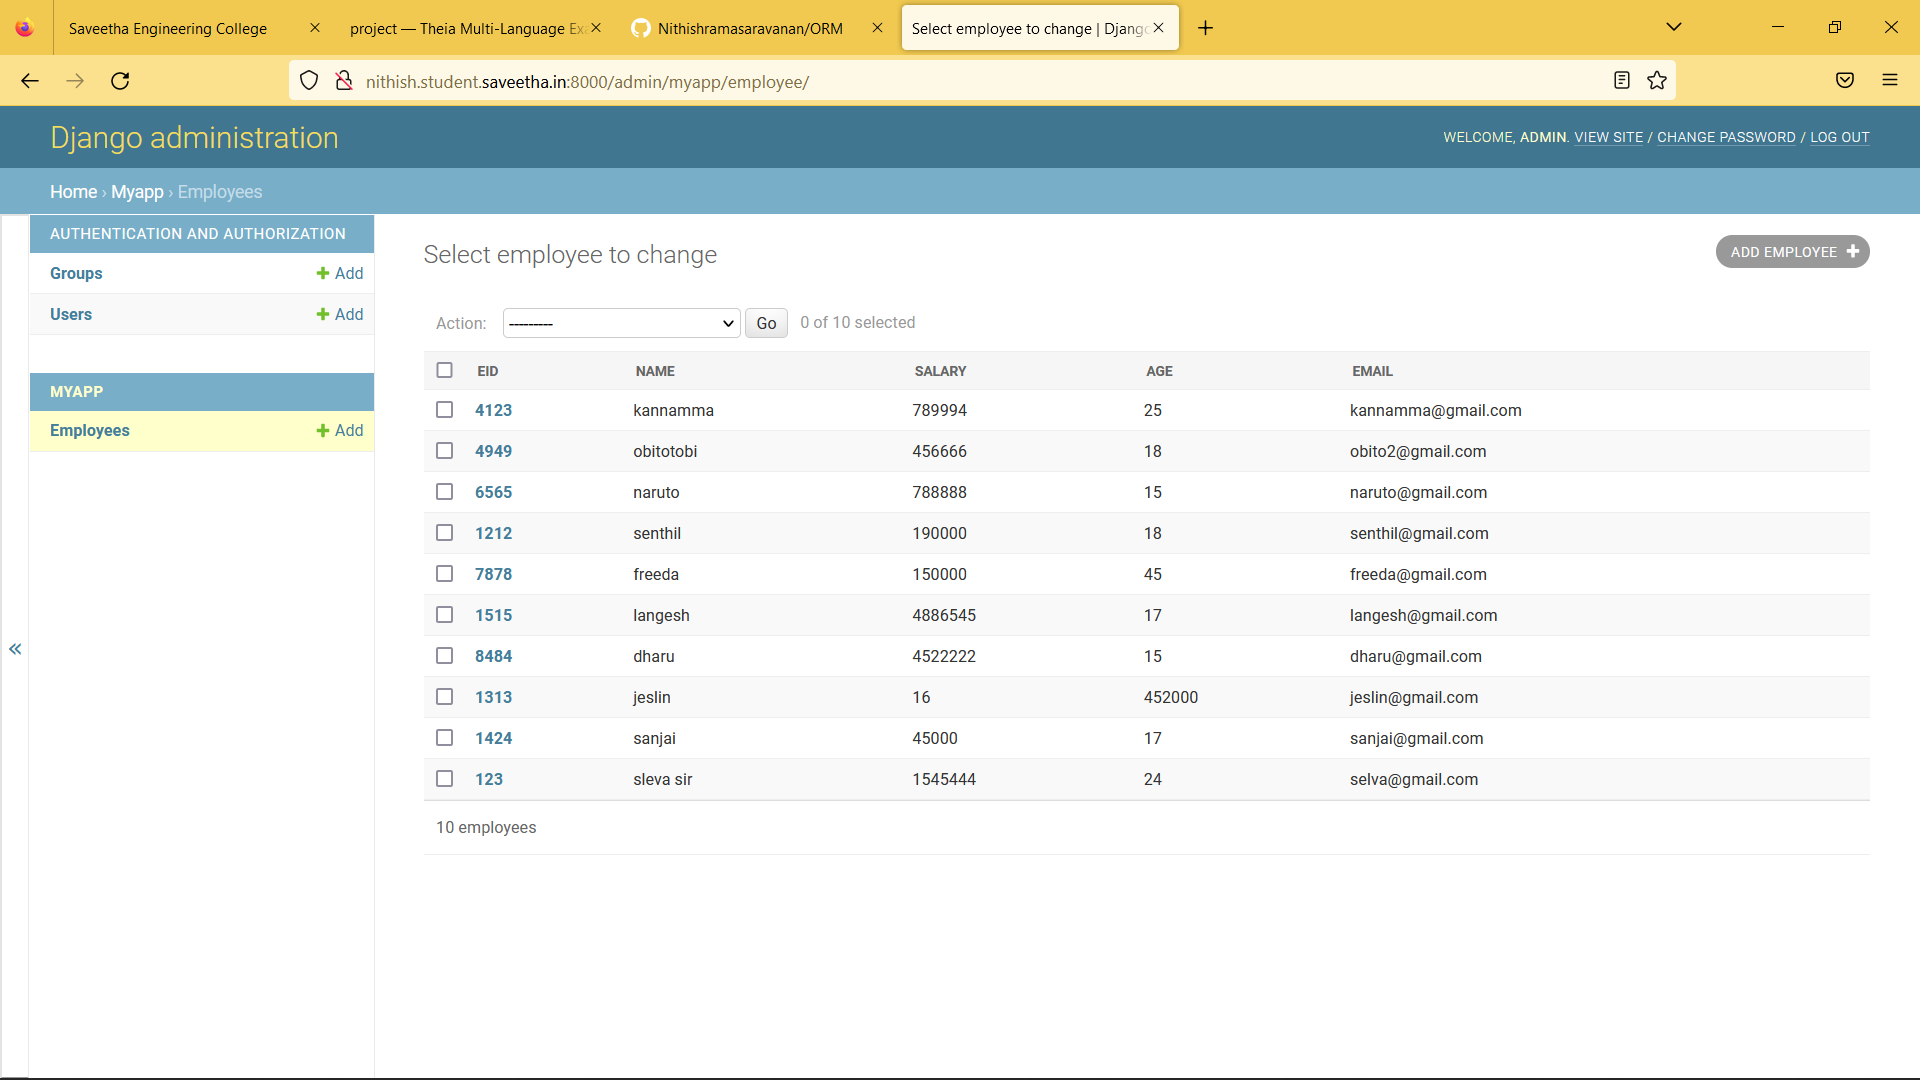 Saveetha Engineering College
project — Theia Multi-Language Ex
Nithishramasaravanan/ORM
Select employee to change | Djang
nithish.student.saveetha.in:8000/admin/myapp/employee/
Django administration
WELCOME, ADMIN. VIEW SITE / CHANGE PASSWORD / LOG OUT
Home › Myapp › Employees
AUTHENTICATION AND AUTHORIZATION
Groups Add
Users Add
MYAPP
Employees Add
«
Select employee to change
ADD EMPLOYEE +
Action: --------- Go 0 of 10 selected
EID NAME SALARY AGE EMAIL
4123 kannamma 789994 25 kannamma@gmail.com
4949 obitotobi 456666 18 obito2@gmail.com
6565 naruto 788888 15 naruto@gmail.com
1212 senthil 190000 18 senthil@gmail.com
7878 freeda 150000 45 freeda@gmail.com
1515 langesh 4886545 17 langesh@gmail.com
8484 dharu 4522222 15 dharu@gmail.com
1313 jeslin 16 452000 jeslin@gmail.com
1424 sanjai 45000 17 sanjai@gmail.com
123 sleva sir 1545444 24 selva@gmail.com
10 employees